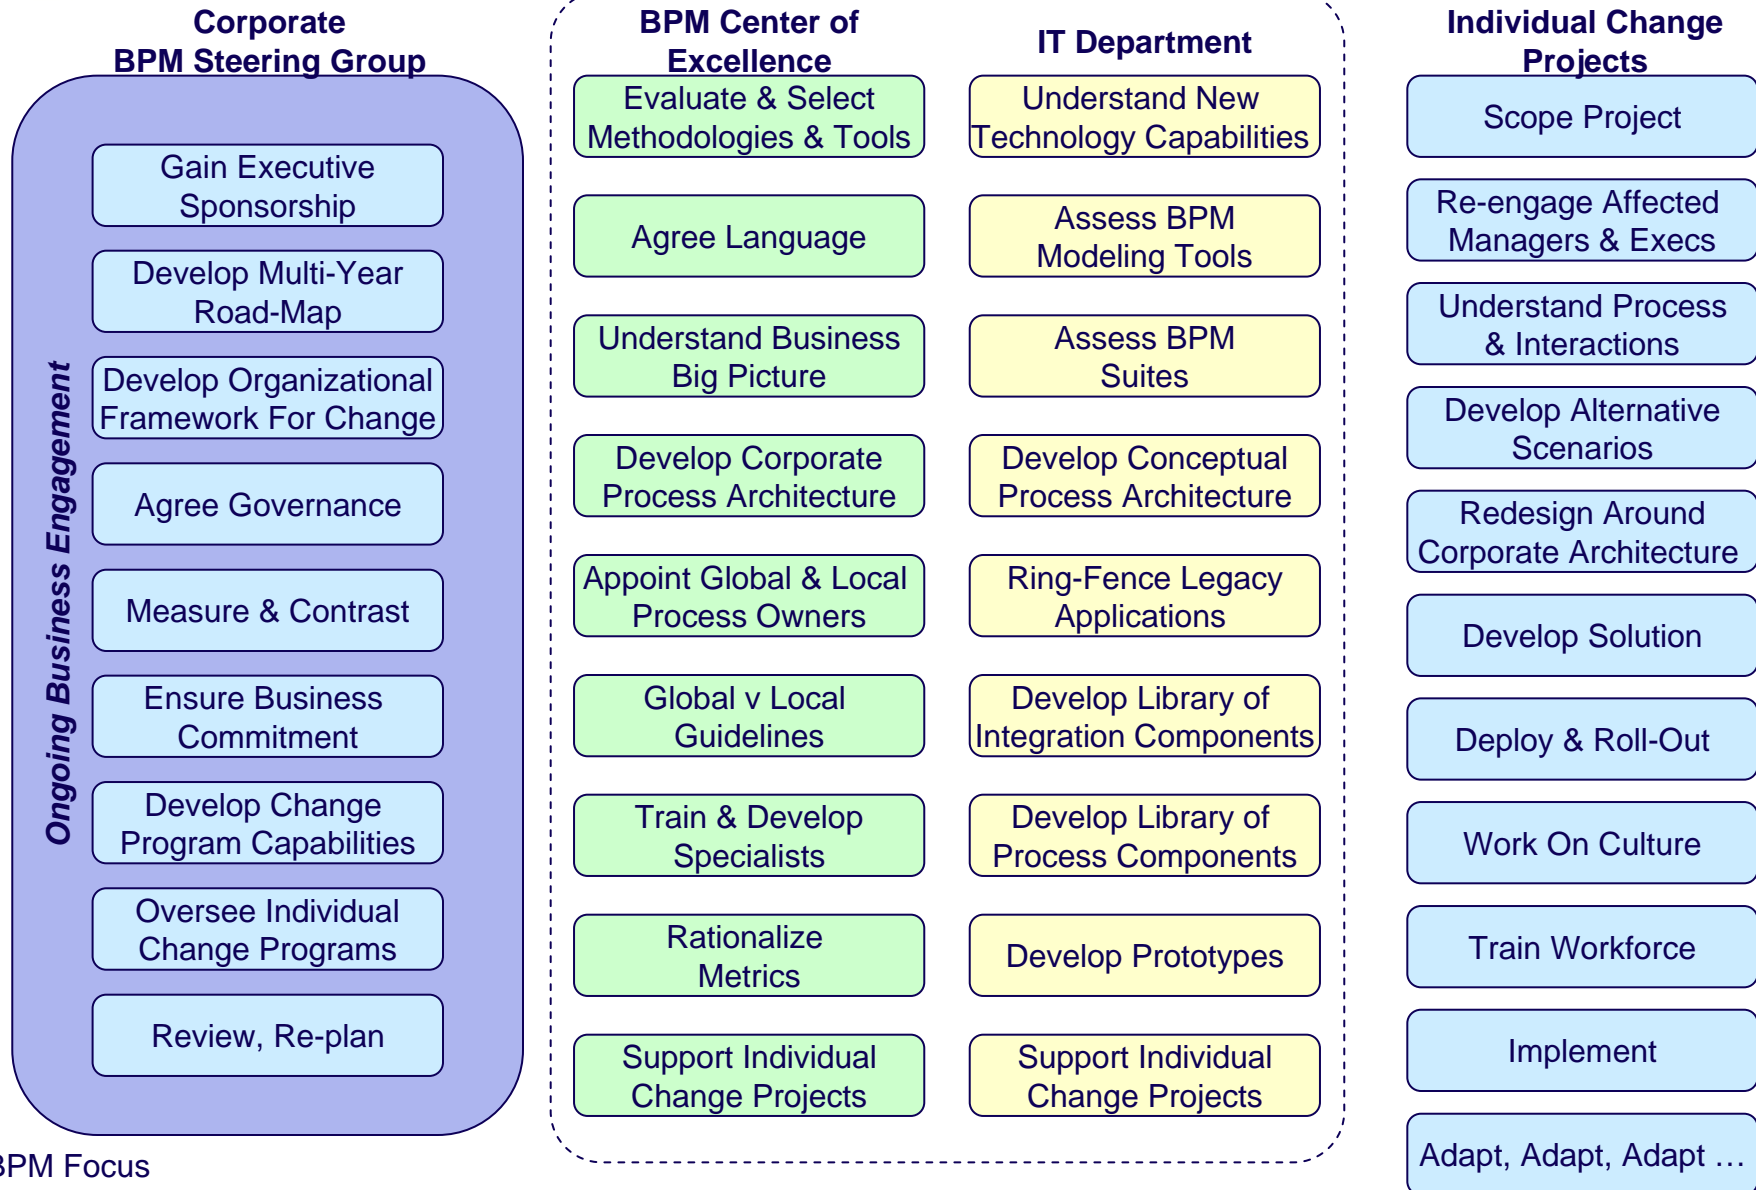 Corporate
BPM Steering Group
Ongoing Business Engagement
Gain Executive
Sponsorship
Develop Multi-Year
Road-Map
Develop Organizational
Framework For Change
Agree Governance
Measure & Contrast
Ensure Business
Commitment
Develop Change
Program Capabilities
Oversee Individual
Change Programs
Review, Re-plan
BPM Center of
Excellence
Evaluate & Select
Methodologies & Tools
Agree Language
Understand Business
Big Picture
Develop Corporate
Process Architecture
Appoint Global & Local
Process Owners
Global v Local
Guidelines
Train & Develop
Specialists
Rationalize
Metrics
Support Individual
Change Projects
IT Department
Understand New
Technology Capabilities
Assess BPM
Modeling Tools
Assess BPM
Suites
Develop Conceptual
Process Architecture
Ring-Fence Legacy
Applications
Develop Library of
Integration Components
Develop Library of
Process Components
Develop Prototypes
Support Individual
Change Projects
Individual Change
Projects
Scope Project
Re-engage Affected
Managers & Execs
Understand Process
& Interactions
Develop Alternative
Scenarios
Redesign Around
Corporate Architecture
Develop Solution
Deploy & Roll-Out
Work On Culture
Train Workforce
Implement
Adapt, Adapt, Adapt …
BPM Focus